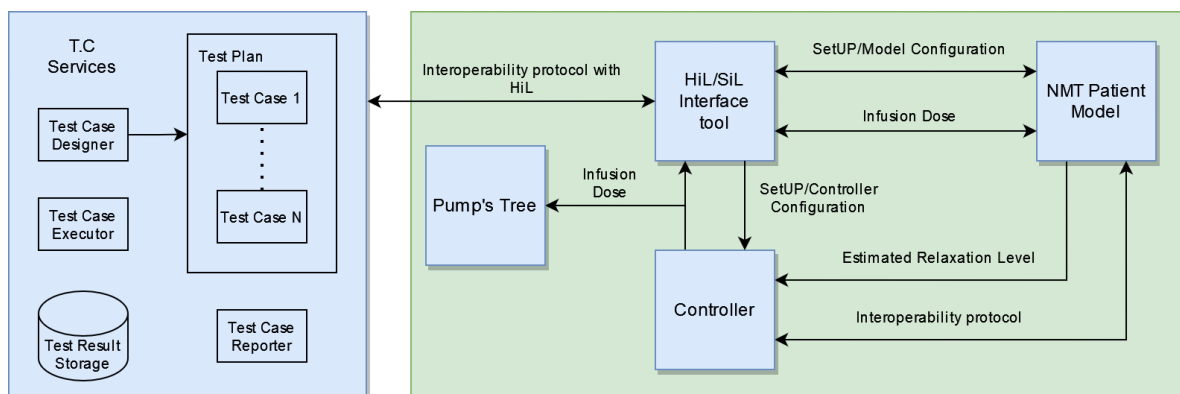 T.C
Services
Test Plan
Test Case 1
Test Case N
Test Case
Designer
Test Case
Executor
Test Result
Storage
Test Case
Reporter
Interoperability protocol with
HiL
HiL/SiL
Interface
tool
SetUP/Model Configuration
Infusion Dose
NMT Patient
Model
Pump's Tree
Infusion
Dose
SetUP/Controller
Configuration
Controller
Estimated Relaxation Level
Interoperability protocol